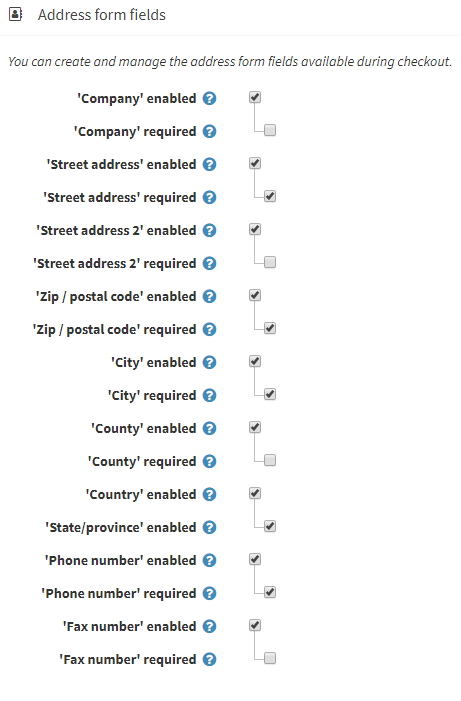 Address form fields
You can create and manage the address form fields available during checkout.
'Company' enabled ?
'Company' required ?
'Street address' enabled ?
'Street address' required ?
'Street address 2' enabled ?
'Street address 2' required ?
'Zip / postal code' enabled ?
'Zip / postal code' required ?
'City' enabled ?
'City' required ?
'County' enabled ?
'County' required ?
'Country' enabled ?
'State/province' enabled ?
'Phone number' enabled ?
'Phone number' required ?
'Fax number' enabled ?
'Fax number' required ?